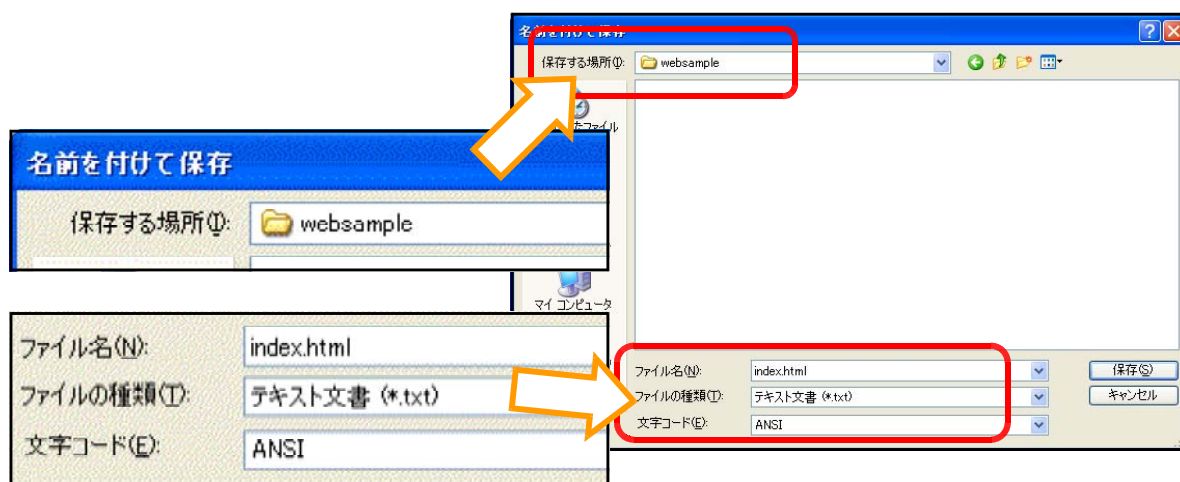 名前を付けて保存
保存する場所(I): websample
たファイル
マイ コンピュータ
ファイル名(N): index.html 保存(S)
ファイルの種類(T): テキスト文書 (*.txt) キャンセル
文字コード(E): ANSI
名前を付けて保存
保存する場所(I): websample
ファイル名(N): index.html
ファイルの種類(T): テキスト文書 (*.txt)
文字コード(E): ANSI